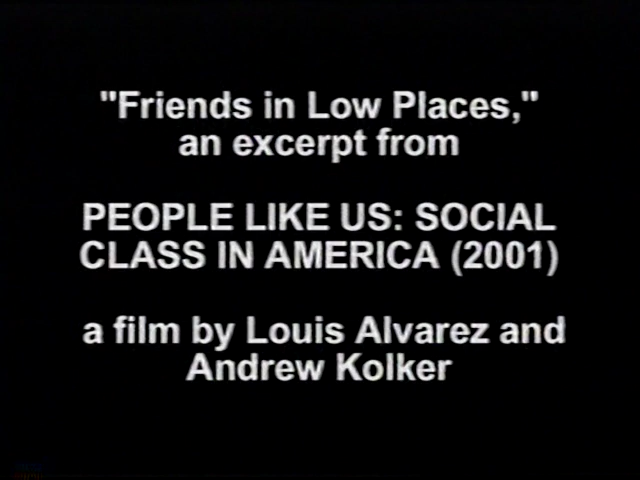 "Friends in Low Places,"
an excerpt from
PEOPLE LIKE US: SOCIAL
CLASS IN AMERICA (2001)
a film by Louis Alvarez and
Andrew Kolker